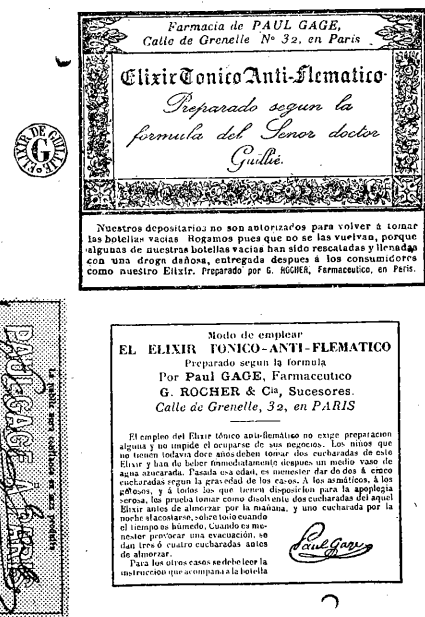 Farmacia de PAUL GAGE,
Calle de Grenelle Nº 32, en Paris
Elixir Tonico Anti-Flematico
Preparado segun la
formula del Senor doctor
Guillié.
ELIXIR DE GUILLIÉ
G
Nuestros depositarios no son autorizados para volver á tomar
las botellas vacias Rogamos pues que no se las vuelvan, porque
algunas de nuestras botellas vacias han sido rescatadas y llenadas
con una droga dañosa, entregada despues á los consumidores
como nuestro Elixir. Preparado por G. ROCHER, Farmaceutico, en Paris.
PAUL GAGE A PARIS
Modo de emplear
EL ELIXIR TONICO-ANTI-FLEMATICO
Preparado segun la formula
Por Paul GAGE, Farmaceutico
G. ROCHER & Cia, Sucesores.
Calle de Grenelle, 32, en PARIS
El empleo del Elixir tónico anti-flemático no exige preparacion
alguna y no impide el ocuparse de sus negocios. Los niños que
no tienen todavia doce años deben tomar dos cucharadas de este
Elixir y han de beber inmediatamente despues un medio vaso de
agua azucarada. Pasada esa edad, es menester dar de dos á cinco
cucharadas segun la gravedad de los casos. A los asmáticos, á los
gotosos, y á todos los que tienen disposicion para la apoplegia
serosa, les prueba tomar como disolvente dos cucharadas del aquel
Elixir antes de almorzar por la mañana, y uno cucharada por la
noche al acostarse, sobre todo cuando
el tiempo es húmedo. Cuando es me-
nester provocar una evacuación, se
dan tres ó cuatro cucharadas antes
de almorzar.
Para los otros casos se debe leer la
instruccion que acompaña a la botella
Paul Gage